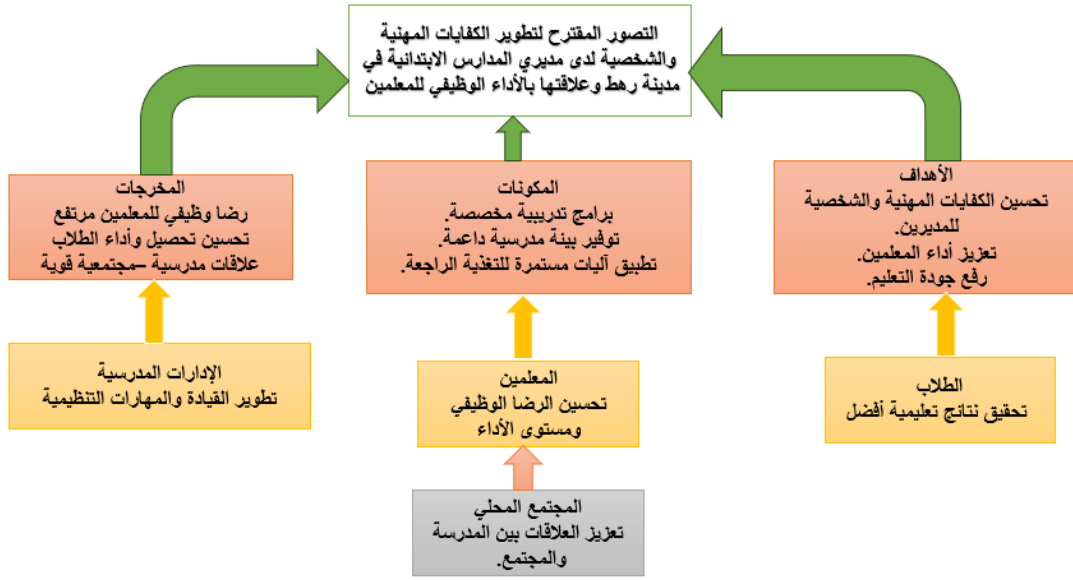 التصور المقترح لتطوير الكفايات المهنية
والشخصية لدى مديري المدارس الابتدائية في
مدينة رهط وعلاقتها بالأداء الوظيفي للمعلمين
الأهداف
تحسين الكفايات المهنية والشخصية
للمديرين.
تعزيز أداء المعلمين.
رفع جودة التعليم.
المكونات
برامج تدريبية مخصصة.
توفير بيئة مدرسية داعمة.
تطبيق آليات مستمرة للتغذية الراجعة.
المخرجات
رضا وظيفي للمعلمين مرتفع
تحسين تحصيل وأداء الطلاب
علاقات مدرسية –مجتمعية قوية
الطلاب
تحقيق نتائج تعليمية أفضل
المعلمين
تحسين الرضا الوظيفي
ومستوى الأداء
الإدارات المدرسية
تطوير القيادة والمهارات التنظيمية
المجتمع المحلي
تعزيز العلاقات بين المدرسة
والمجتمع.